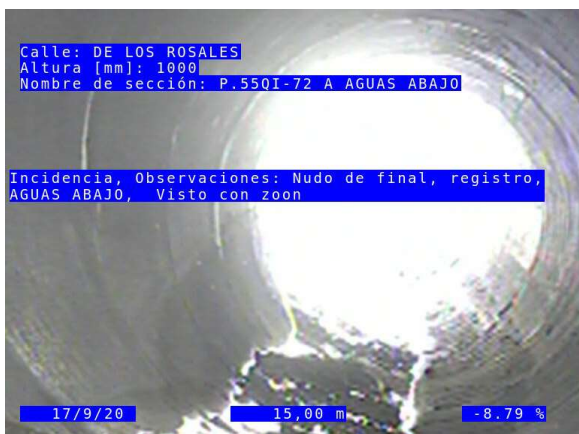 Calle: DE LOS ROSALES
Altura [mm]: 1000
Nombre de sección: P.55QI-72 A AGUAS ABAJO
Incidencia, Observaciones: Nudo de final, registro,
AGUAS ABAJO, Visto con zoon
17/9/20 15,00 m -8.79 %